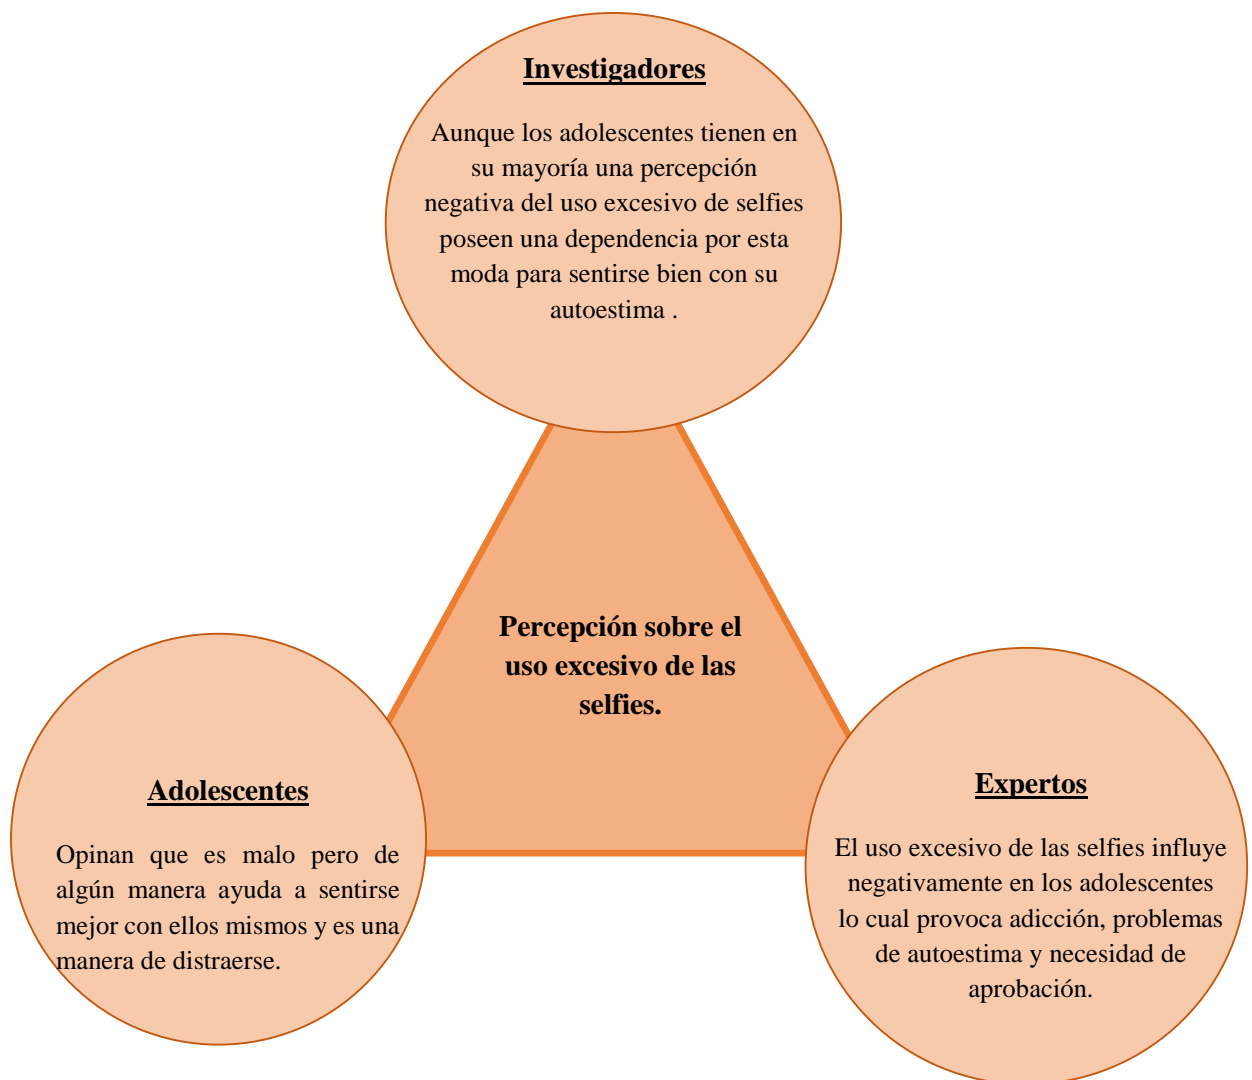 Investigadores
Aunque los adolescentes tienen en
su mayoría una percepción
negativa del uso excesivo de selfies
poseen una dependencia por esta
moda para sentirse bien con su
autoestima .
Percepción sobre el
uso excesivo de las
selfies.
Adolescentes
Opinan que es malo pero de
algún manera ayuda a sentirse
mejor con ellos mismos y es una
manera de distraerse.
Expertos
El uso excesivo de las selfies influye
negativamente en los adolescentes
lo cual provoca adicción, problemas
de autoestima y necesidad de
aprobación.